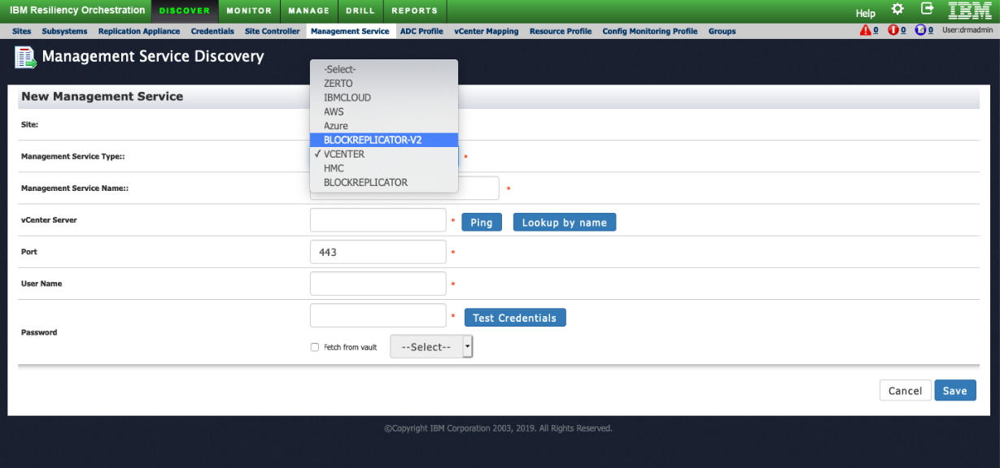 IBM Resiliency Orchestration DISCOVER MONITOR MANAGE DRILL REPORTS Help IBM
Sites Subsystems Replication Appliance Credentials Site Controller Management Service ADC Profile vCenter Mapping Resource Profile Config Monitoring Profile Groups 0 0 0 User:drmadmin
Management Service Discovery
-Select-
ZERTO
IBMCLOUD
AWS
Azure
BLOCKREPLICATOR-V2
✓ VCENTER
HMC
BLOCKREPLICATOR
New Management Service
Site:
Management Service Type:: *
Management Service Name:: *
vCenter Server * Ping Lookup by name
Port 443 *
User Name *
Password * Test Credentials
Fetch from vault --Select--
Cancel Save
©Copyright IBM Corporation 2003, 2019. All Rights Reserved.